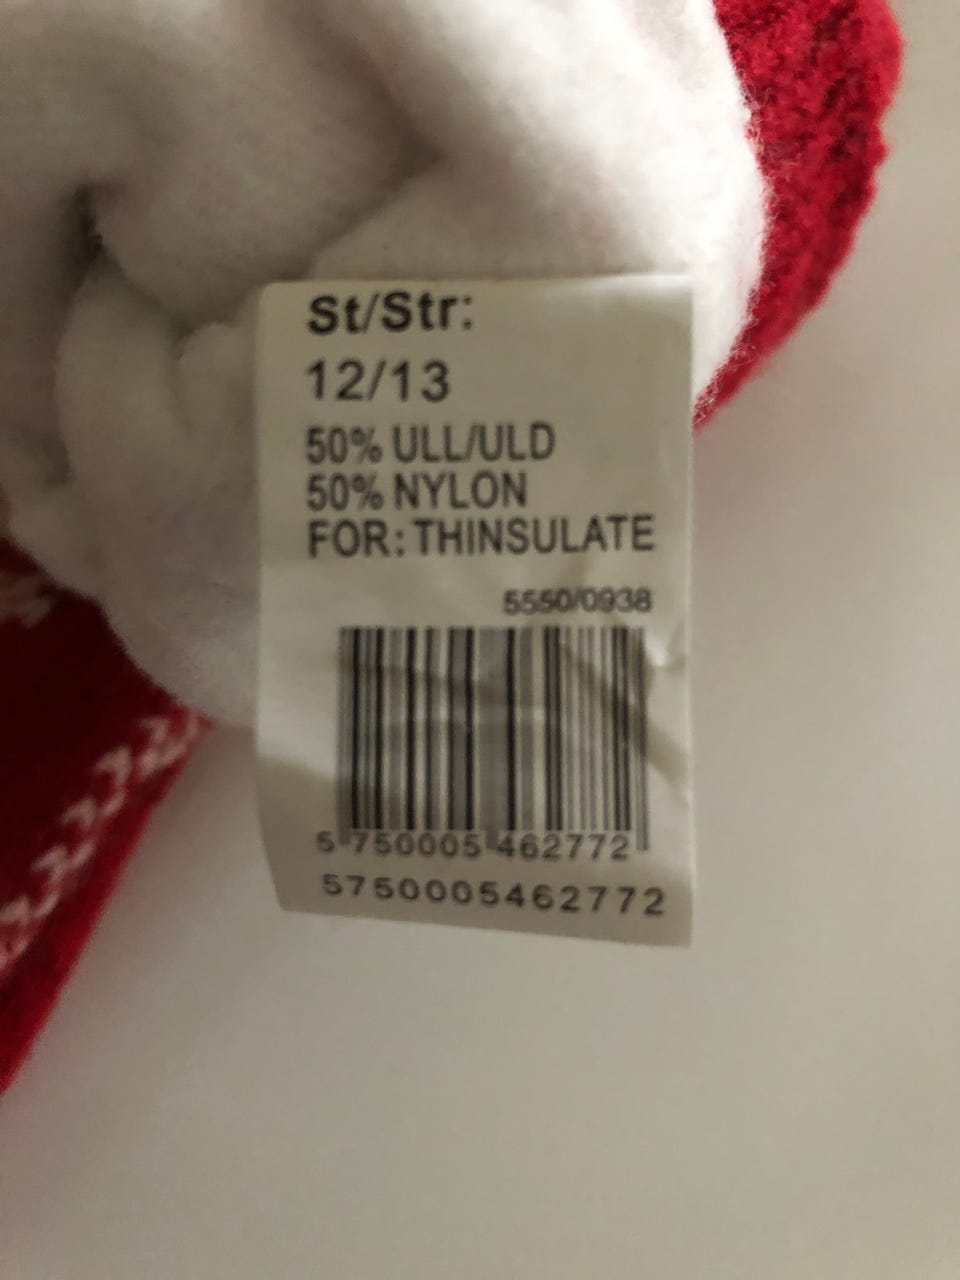 St/Str:
12/13
50% ULL/ULD
50% NYLON
FOR: THINSULATE
5550/0938
5 750005 462772
5750005462772